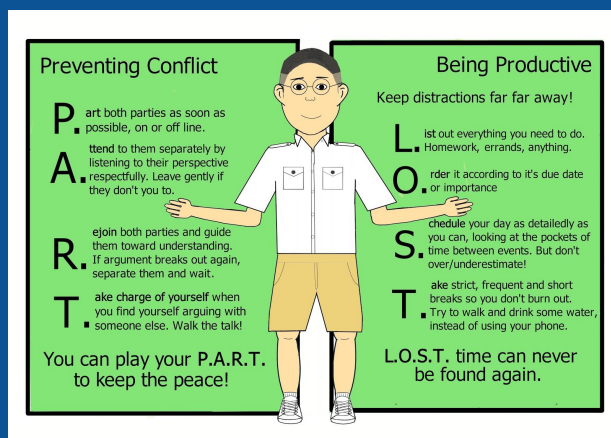 Preventing Conflict
P. art both parties as soon as
possible, on or off line.
A. ttend to them separately by
listening to their perspective
respectfully. Leave gently if
they don't you to.
R. ejoin both parties and guide
them toward understanding.
If argument breaks out again,
separate them and wait.
T. ake charge of yourself when
you find yourself arguing with
someone else. Walk the talk!
You can play your P.A.R.T.
to keep the peace!
Being Productive
Keep distractions far far away!
L. ist out everything you need to do.
Homework, errands, anything.
O. rder it according to it's due date
or importance
S. chedule your day as detailedly as
you can, looking at the pockets of
time between events. But don't
over/underestimate!
T. ake strict, frequent and short
breaks so you don't burn out.
Try to walk and drink some water,
instead of using your phone.
L.O.S.T. time can never
be found again.